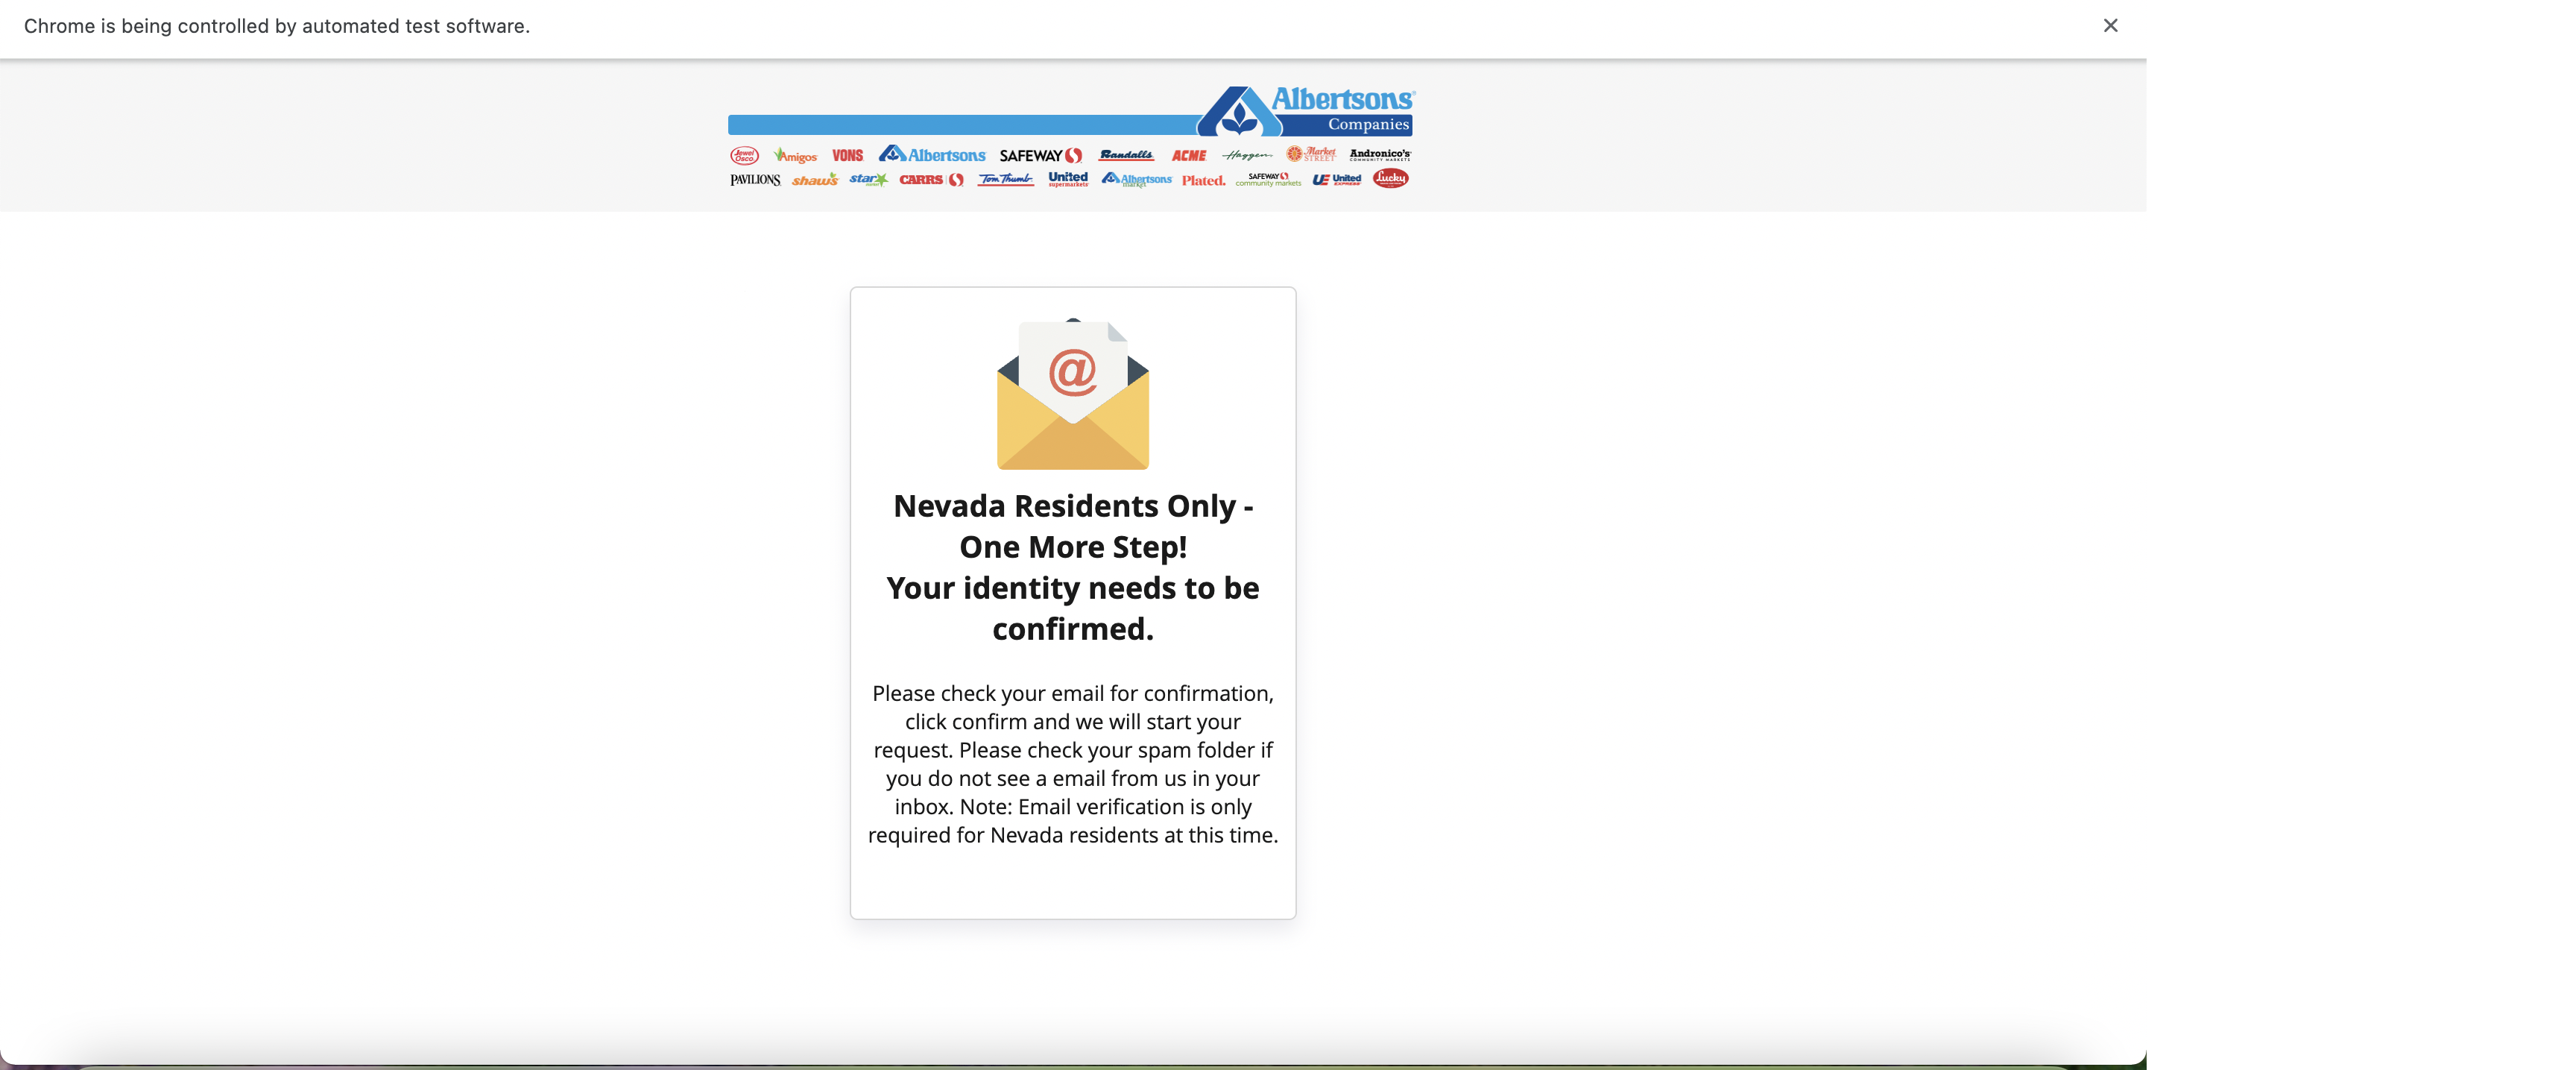 Chrome is being controlled by automated test software.
Albertsons
Companies
Jewel Osco Amigos VONS Albertsons SAFEWAY Randalls ACME Haggen Market STREET Andronico's COMMUNITY MARKETS
PAVILIONS shaw's star market CARRS Tom Thumb United supermarkets Albertsons market Plated. SAFEWAY community markets UE United EXPRESS Lucky
@
Nevada Residents Only -
One More Step!
Your identity needs to be
confirmed.
Please check your email for confirmation,
click confirm and we will start your
request. Please check your spam folder if
you do not see a email from us in your
inbox. Note: Email verification is only
required for Nevada residents at this time.